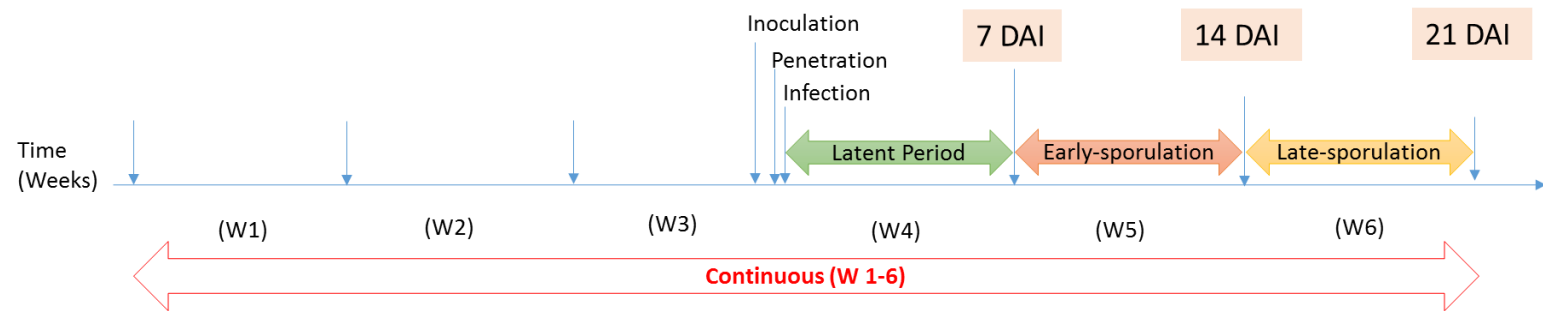 Inoculation
Penetration
Infection
7 DAI
14 DAI
21 DAI
Time
(Weeks)
Latent Period
Early-sporulation
Late-sporulation
(W1)
(W2)
(W3)
(W4)
(W5)
(W6)
Continuous (W 1-6)